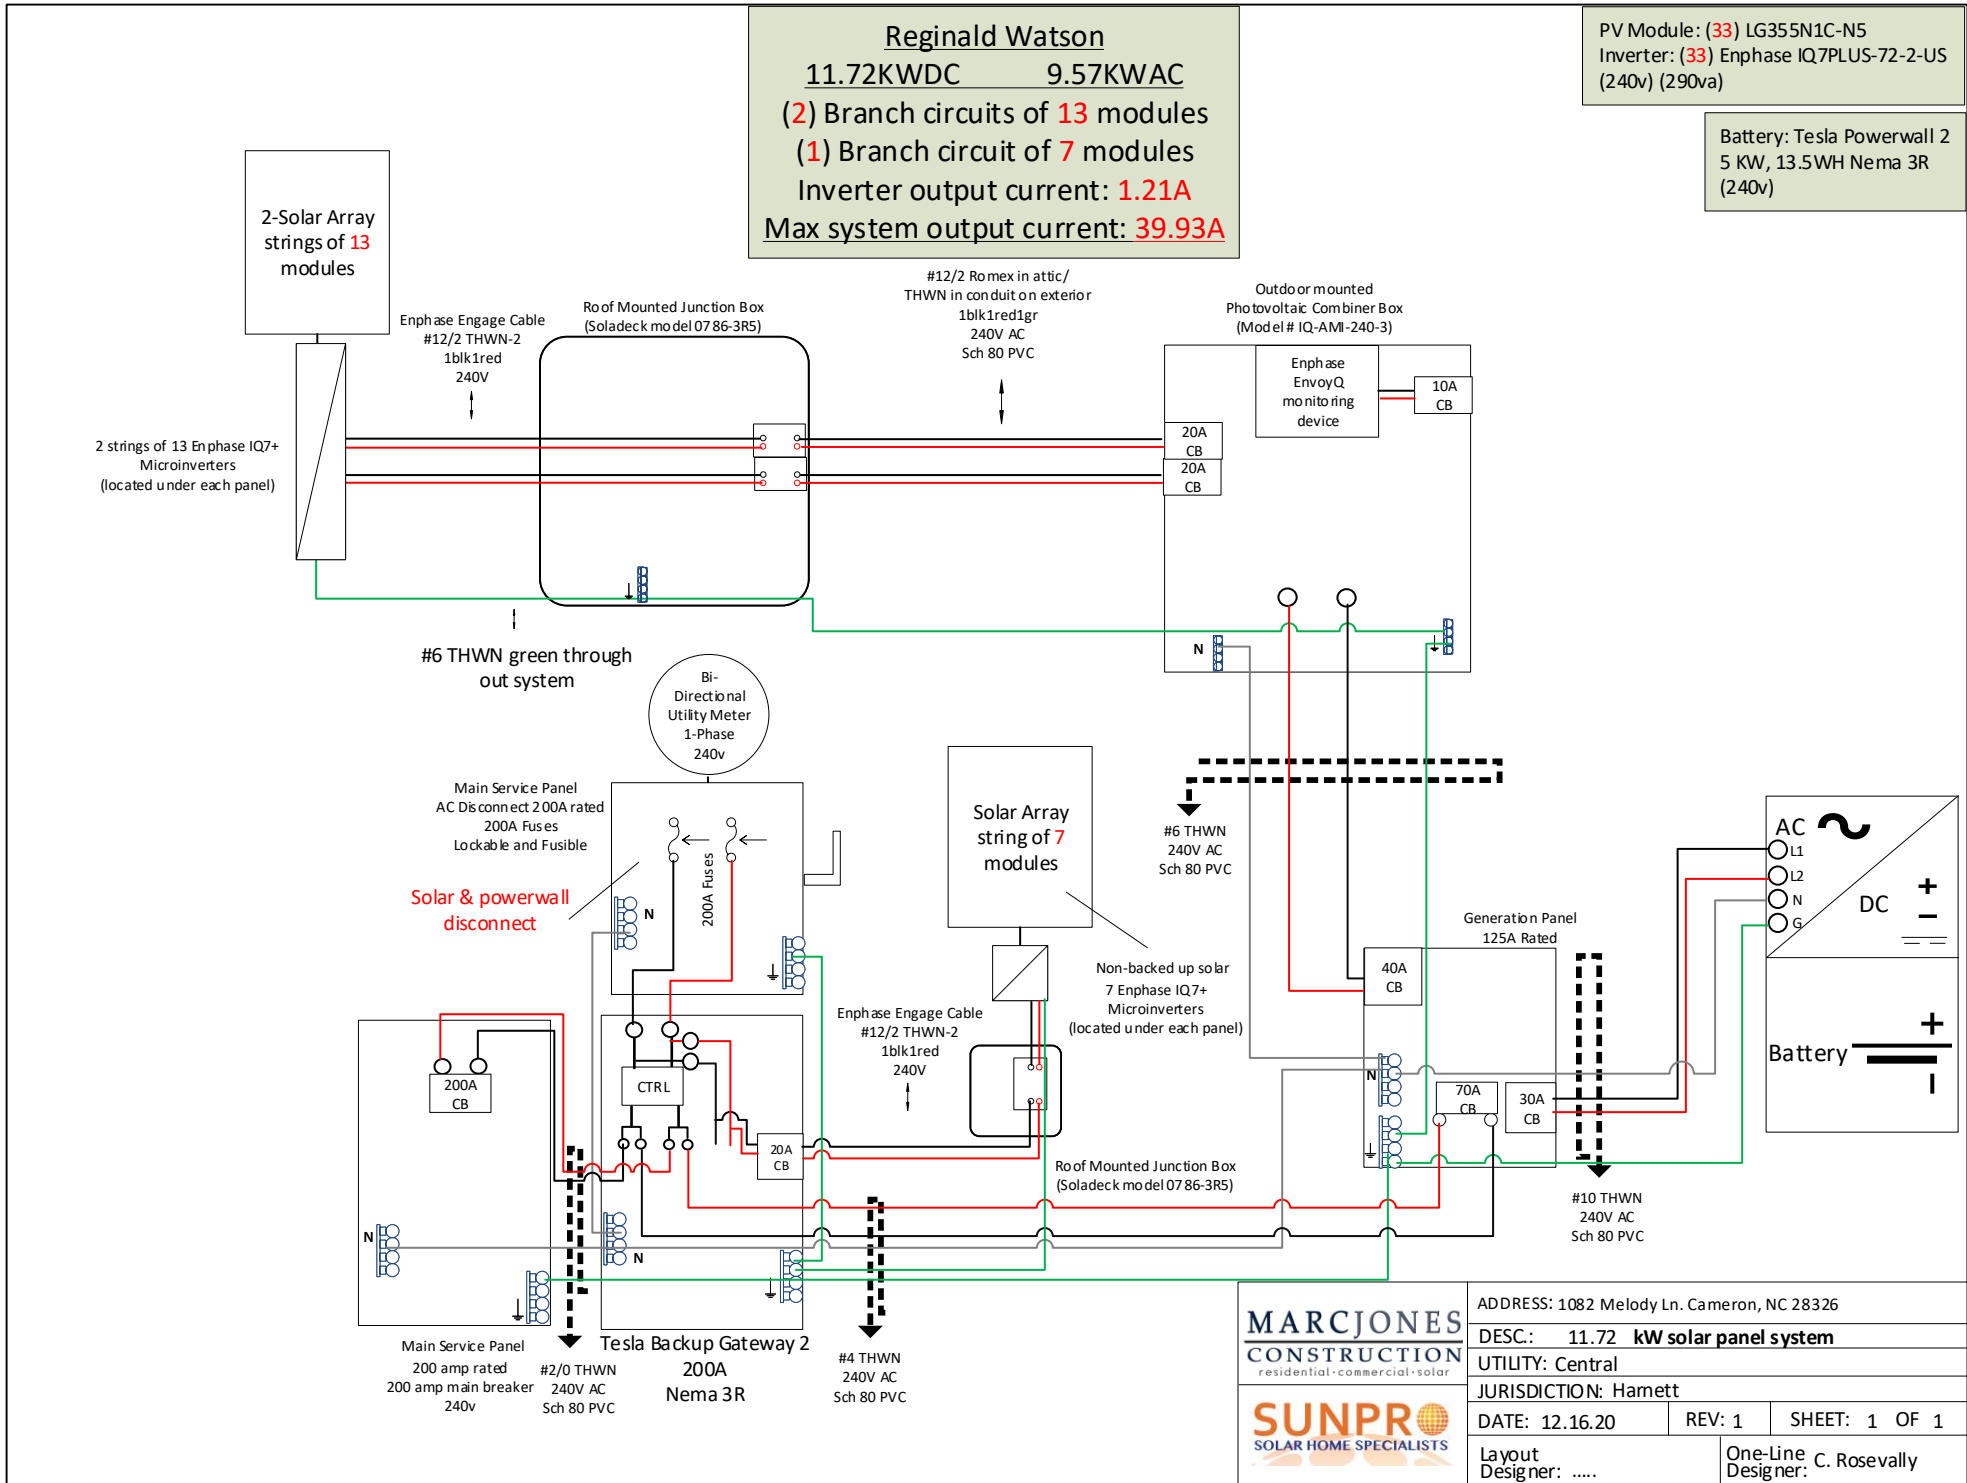 Reginald Watson
11.72KWDC 9.57KWAC
(2) Branch circuits of 13 modules
(1) Branch circuit of 7 modules
Inverter output current: 1.21A
Max system output current: 39.93A
PV Module: (33) LG355N1C-N5
Inverter: (33) Enphase IQ7PLUS-72-2-US
(240v) (290va)
Battery: Tesla Powerwall 2
5 KW, 13.5WH Nema 3R
(240v)
2-Solar Array
strings of 13
modules
Enphase Engage Cable
#12/2 THWN-2
1blk1red
240V
Roof Mounted Junction Box
(Soladeck model 0786-3R5)
#12/2 Romex in attic/
THWN in conduit on exterior
1blk1red1gr
240V AC
Sch 80 PVC
Outdoor mounted
Photovoltaic Combiner Box
(Model # IQ-AMI-240-3)
Enphase
EnvoyQ
monitoring
device
10A
CB
20A
CB
20A
CB
2 strings of 13 Enphase IQ7+
Microinverters
(located under each panel)
N
#6 THWN green through
out system
Bi-
Directional
Utility Meter
1-Phase
240v
Main Service Panel
AC Disconnect 200A rated
200A Fuses
Lockable and Fusible
Solar & powerwall
disconnect
200A Fuses
N
Solar Array
string of 7
modules
#6 THWN
240V AC
Sch 80 PVC
Non-backed up solar
7 Enphase IQ7+
Microinverters
(located under each panel)
Enphase Engage Cable
#12/2 THWN-2
1blk1red
240V
Generation Panel
125A Rated
40A
CB
N
70A
CB
30A
CB
AC
L1
L2
N
G
DC
+
−
Battery
+
−
200A
CB
CTRL
20A
CB
Roof Mounted Junction Box
(Soladeck model 0786-3R5)
#10 THWN
240V AC
Sch 80 PVC
N
N
Main Service Panel
200 amp rated
200 amp main breaker
240v
#2/0 THWN
240V AC
Sch 80 PVC
Tesla Backup Gateway 2
200A
Nema 3R
#4 THWN
240V AC
Sch 80 PVC
MARCJONES
CONSTRUCTION
residential·commercial·solar
SUNPRO
SOLAR HOME SPECIALISTS
ADDRESS: 1082 Melody Ln. Cameron, NC 28326
DESC.: 11.72 kW solar panel system
UTILITY: Central
JURISDICTION: Harnett
DATE: 12.16.20 REV: 1 SHEET: 1 OF 1
Layout
Designer: .....
One-Line
Designer: C. Rosevally